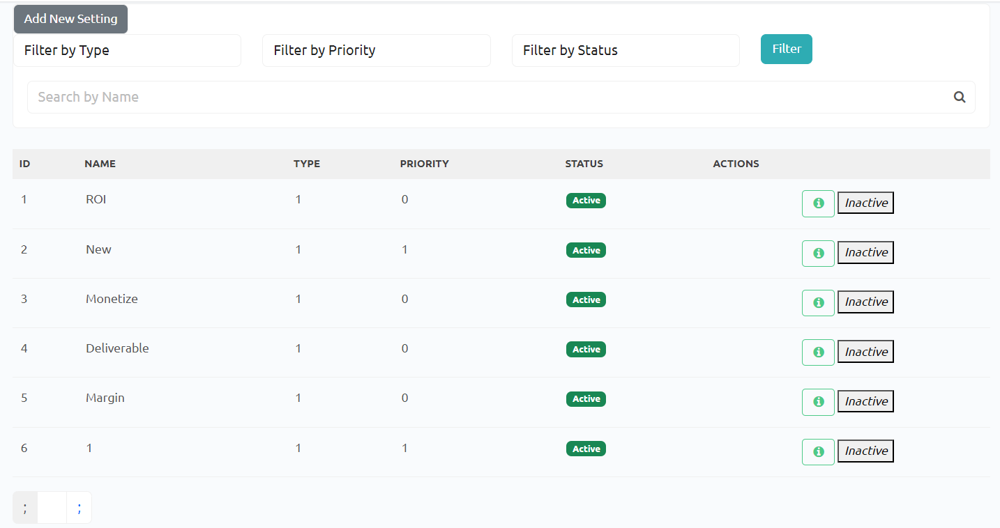 Add New Setting
Filter by Type Filter by Priority Filter by Status Filter
Search by Name
ID NAME TYPE PRIORITY STATUS ACTIONS
1 ROI 1 0 Active Inactive
2 New 1 1 Active Inactive
3 Monetize 1 0 Active Inactive
4 Deliverable 1 0 Active Inactive
5 Margin 1 0 Active Inactive
6 1 1 1 Active Inactive
; ;